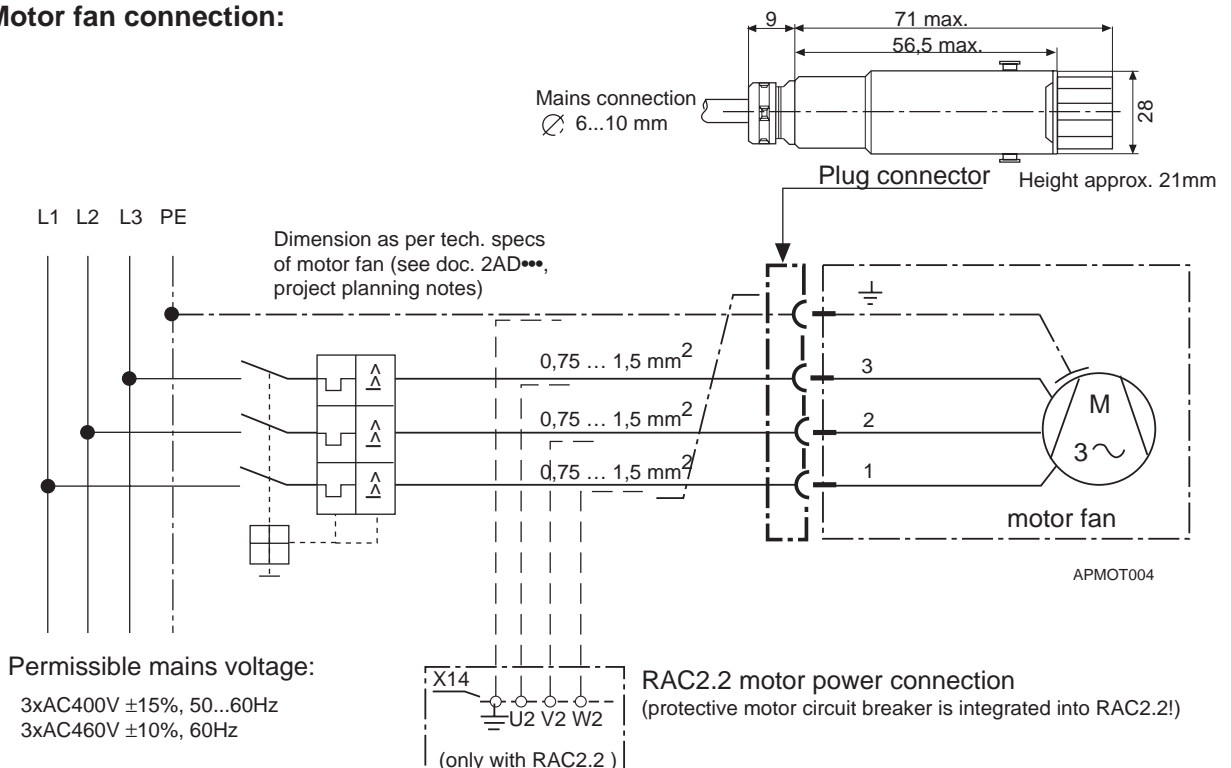 Motor fan connection:
9
71 max.
56,5 max.
Mains connection
∅ 6...10 mm
28
Plug connector
Height approx. 21mm
L1 L2 L3 PE
Dimension as per tech. specs
of motor fan (see doc. 2AD•••,
project planning notes)
0,75 … 1,5 mm²
3
0,75 … 1,5 mm²
2
0,75 … 1,5 mm²
1
M
3~
motor fan
APMOT004
Permissible mains voltage:
3xAC400V ±15%, 50...60Hz
3xAC460V ±10%, 60Hz
X14
U2 V2 W2
(only with RAC2.2 )
RAC2.2 motor power connection
(protective motor circuit breaker is integrated into RAC2.2!)